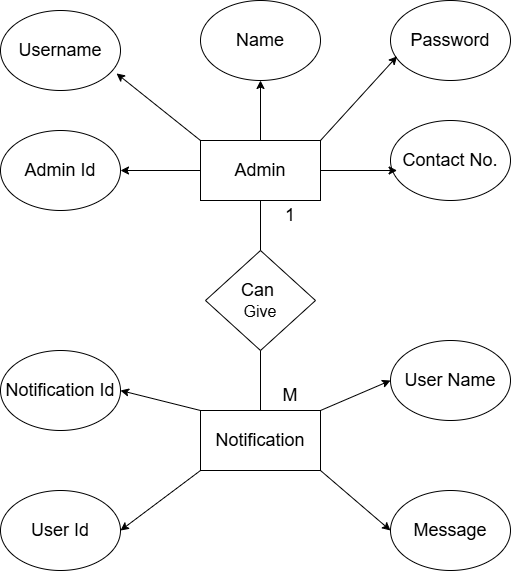 Name
Password
Username
Admin Id
Admin
Contact No.
1
Can
Give
M
Notification Id
User Name
Notification
User Id
Message